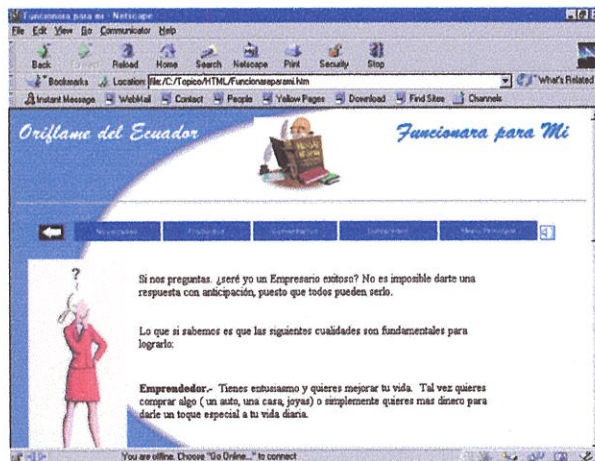 Funcionara para mi - Netscape
File Edit View Go Communicator Help
Back Reload Home Search Netscape Print Security Stop
Bookmarks Location: file:/C:/Topico/HTML/Funcionaraparami.htm What's Related
Instant Message WebMail Contact People Yellow Pages Download Find Sites Channels
Oriflame del Ecuador
Funcionara para Mi
Menú Principal
?
Si nos preguntas. ¿seré yo un Empresario exitoso? No es imposible darte una
respuesta con anticipación, puesto que todos pueden serlo.
Lo que si sabemos es que las siguientes cualidades son fundamentales para
lograrlo:
Emprendedor.- Tienes entusiasmo y quieres mejorar tu vida. Tal vez quieres
comprar algo ( un auto, una casa, joyas) o simplemente quieres mas dinero para
darle un toque especial a tu vida diaria.
You are offline. Choose "Go Online..." to connect